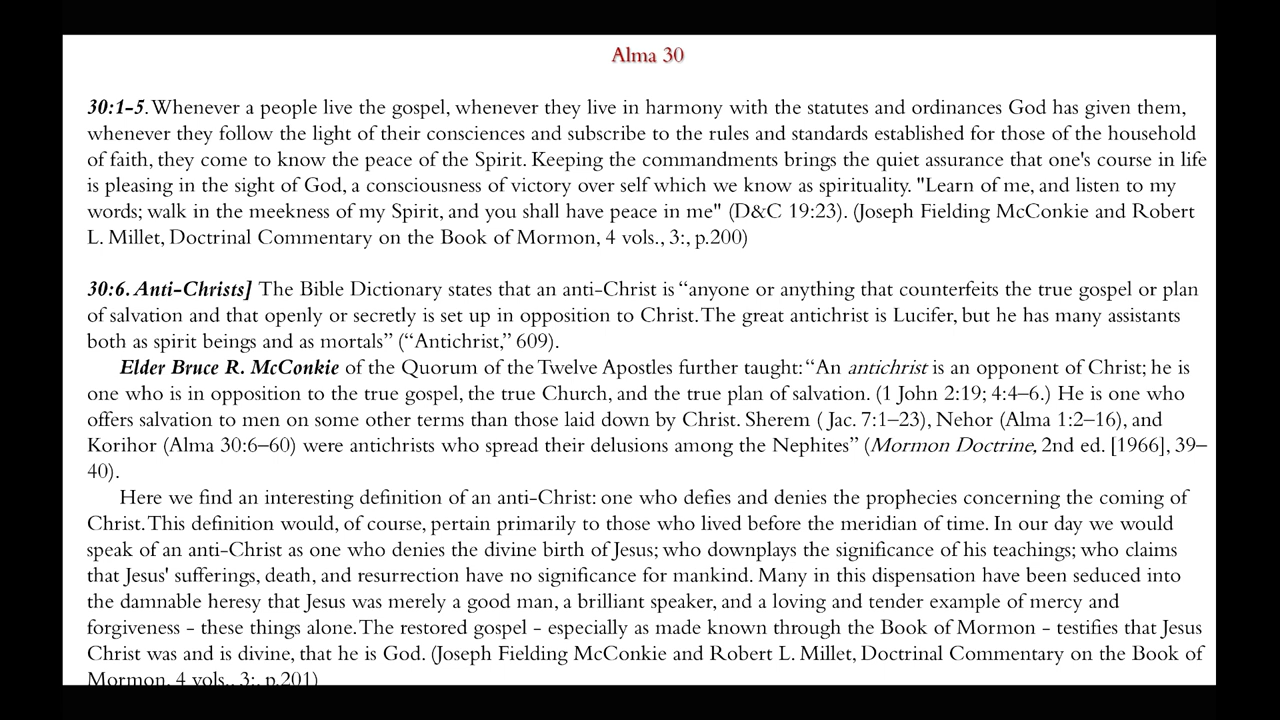 Alma 30
30:1-5. Whenever a people live the gospel, whenever they live in harmony with the statutes and ordinances God has given them,
whenever they follow the light of their consciences and subscribe to the rules and standards established for those of the household
of faith, they come to know the peace of the Spirit. Keeping the commandments brings the quiet assurance that one's course in life
is pleasing in the sight of God, a consciousness of victory over self which we know as spirituality. "Learn of me, and listen to my
words; walk in the meekness of my Spirit, and you shall have peace in me" (D&C 19:23). (Joseph Fielding McConkie and Robert
L. Millet, Doctrinal Commentary on the Book of Mormon, 4 vols., 3:, p.200)
30:6. Anti-Christs] The Bible Dictionary states that an anti-Christ is “anyone or anything that counterfeits the true gospel or plan
of salvation and that openly or secretly is set up in opposition to Christ. The great antichrist is Lucifer, but he has many assistants
both as spirit beings and as mortals” (“Antichrist,” 609).
Elder Bruce R. McConkie of the Quorum of the Twelve Apostles further taught: “An antichrist is an opponent of Christ; he is
one who is in opposition to the true gospel, the true Church, and the true plan of salvation. (1 John 2:19; 4:4–6.) He is one who
offers salvation to men on some other terms than those laid down by Christ. Sherem ( Jac. 7:1–23), Nehor (Alma 1:2–16), and
Korihor (Alma 30:6–60) were antichrists who spread their delusions among the Nephites” (Mormon Doctrine, 2nd ed. [1966], 39–
40).
Here we find an interesting definition of an anti-Christ: one who defies and denies the prophecies concerning the coming of
Christ. This definition would, of course, pertain primarily to those who lived before the meridian of time. In our day we would
speak of an anti-Christ as one who denies the divine birth of Jesus; who downplays the significance of his teachings; who claims
that Jesus' sufferings, death, and resurrection have no significance for mankind. Many in this dispensation have been seduced into
the damnable heresy that Jesus was merely a good man, a brilliant speaker, and a loving and tender example of mercy and
forgiveness - these things alone. The restored gospel - especially as made known through the Book of Mormon - testifies that Jesus
Christ was and is divine, that he is God. (Joseph Fielding McConkie and Robert L. Millet, Doctrinal Commentary on the Book of
Mormon, 4 vols., 3:, p.201)